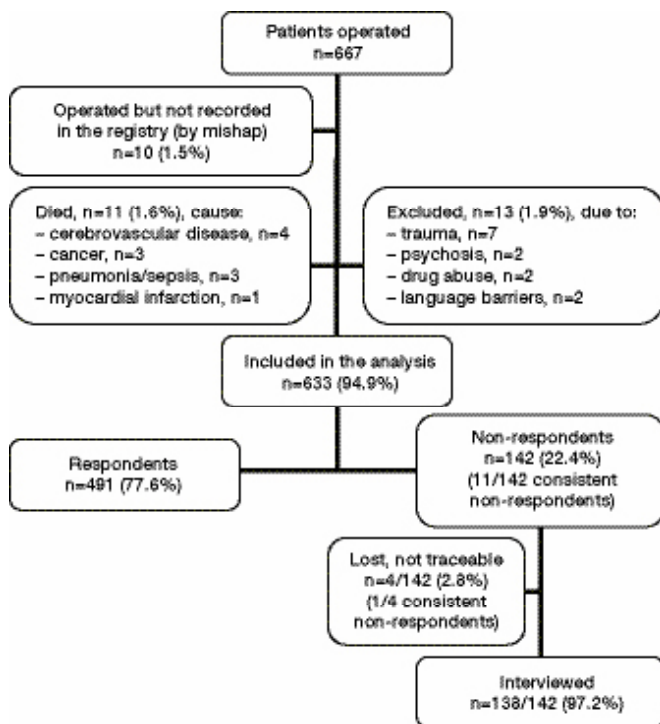 Patients operated
n=667
Operated but not recorded
in the registry (by mishap)
n=10 (1.5%)
Died, n=11 (1.6%), cause:
– cerebrovascular disease, n=4
– cancer, n=3
– pneumonia/sepsis, n=3
– myocardial infarction, n=1
Excluded, n=13 (1.9%), due to:
– trauma, n=7
– psychosis, n=2
– drug abuse, n=2
– language barriers, n=2
Included in the analysis
n=633 (94.9%)
Respondents
n=491 (77.6%)
Non-respondents
n=142 (22.4%)
(11/142 consistent
non-respondents)
Lost, not traceable
n=4/142 (2.8%)
(1/4 consistent
non-respondents)
Interviewed
n=138/142 (97.2%)